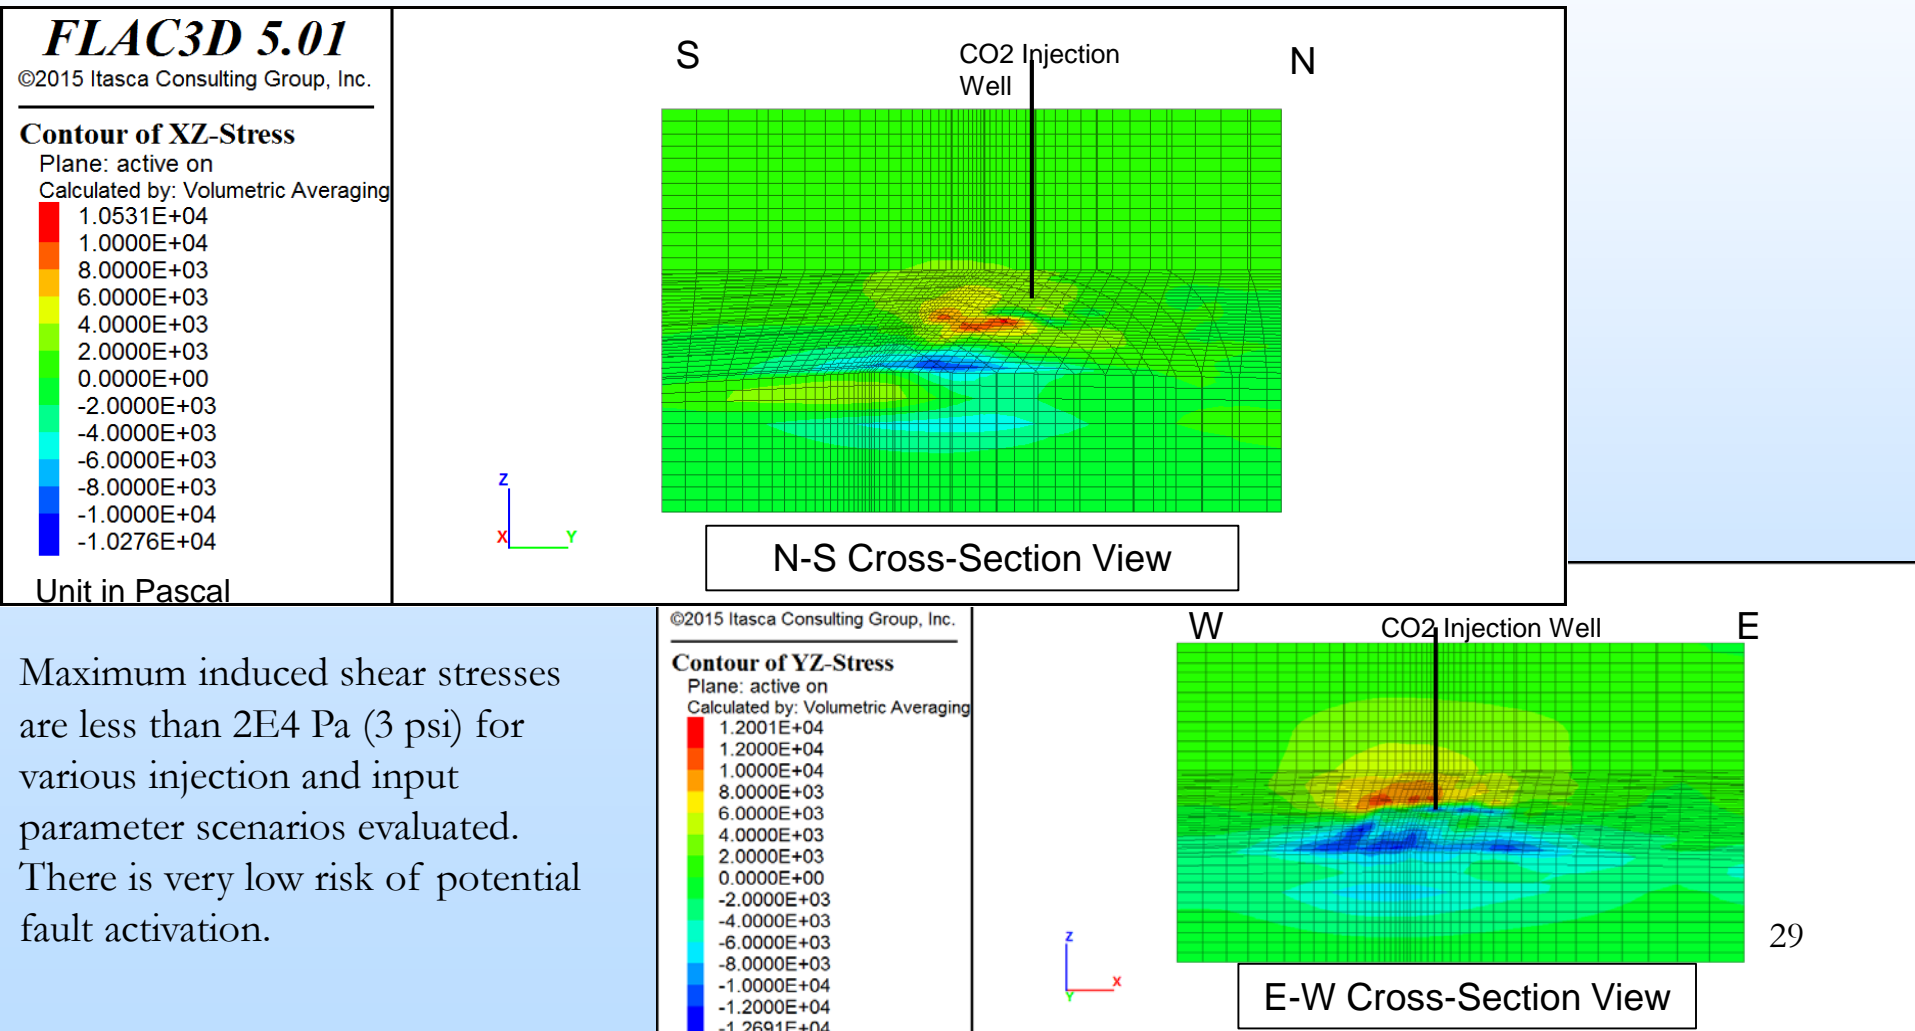 FLAC3D 5.01
©2015 Itasca Consulting Group, Inc.
Contour of XZ-Stress
Plane: active on
Calculated by: Volumetric Averaging
1.0531E+04
1.0000E+04
8.0000E+03
6.0000E+03
4.0000E+03
2.0000E+03
0.0000E+00
-2.0000E+03
-4.0000E+03
-6.0000E+03
-8.0000E+03
-1.0000E+04
-1.0276E+04
Unit in Pascal
S
CO2 Injection
Well
N
Z
X
Y
N-S Cross-Section View
Maximum induced shear stresses
are less than 2E4 Pa (3 psi) for
various injection and input
parameter scenarios evaluated.
There is very low risk of potential
fault activation.
©2015 Itasca Consulting Group, Inc.
Contour of YZ-Stress
Plane: active on
Calculated by: Volumetric Averaging
1.2001E+04
1.2000E+04
1.0000E+04
8.0000E+03
6.0000E+03
4.0000E+03
2.0000E+03
0.0000E+00
-2.0000E+03
-4.0000E+03
-6.0000E+03
-8.0000E+03
-1.0000E+04
-1.2000E+04
-1.2691E+04
W
CO2 Injection Well
E
Z
X
Y
E-W Cross-Section View
29